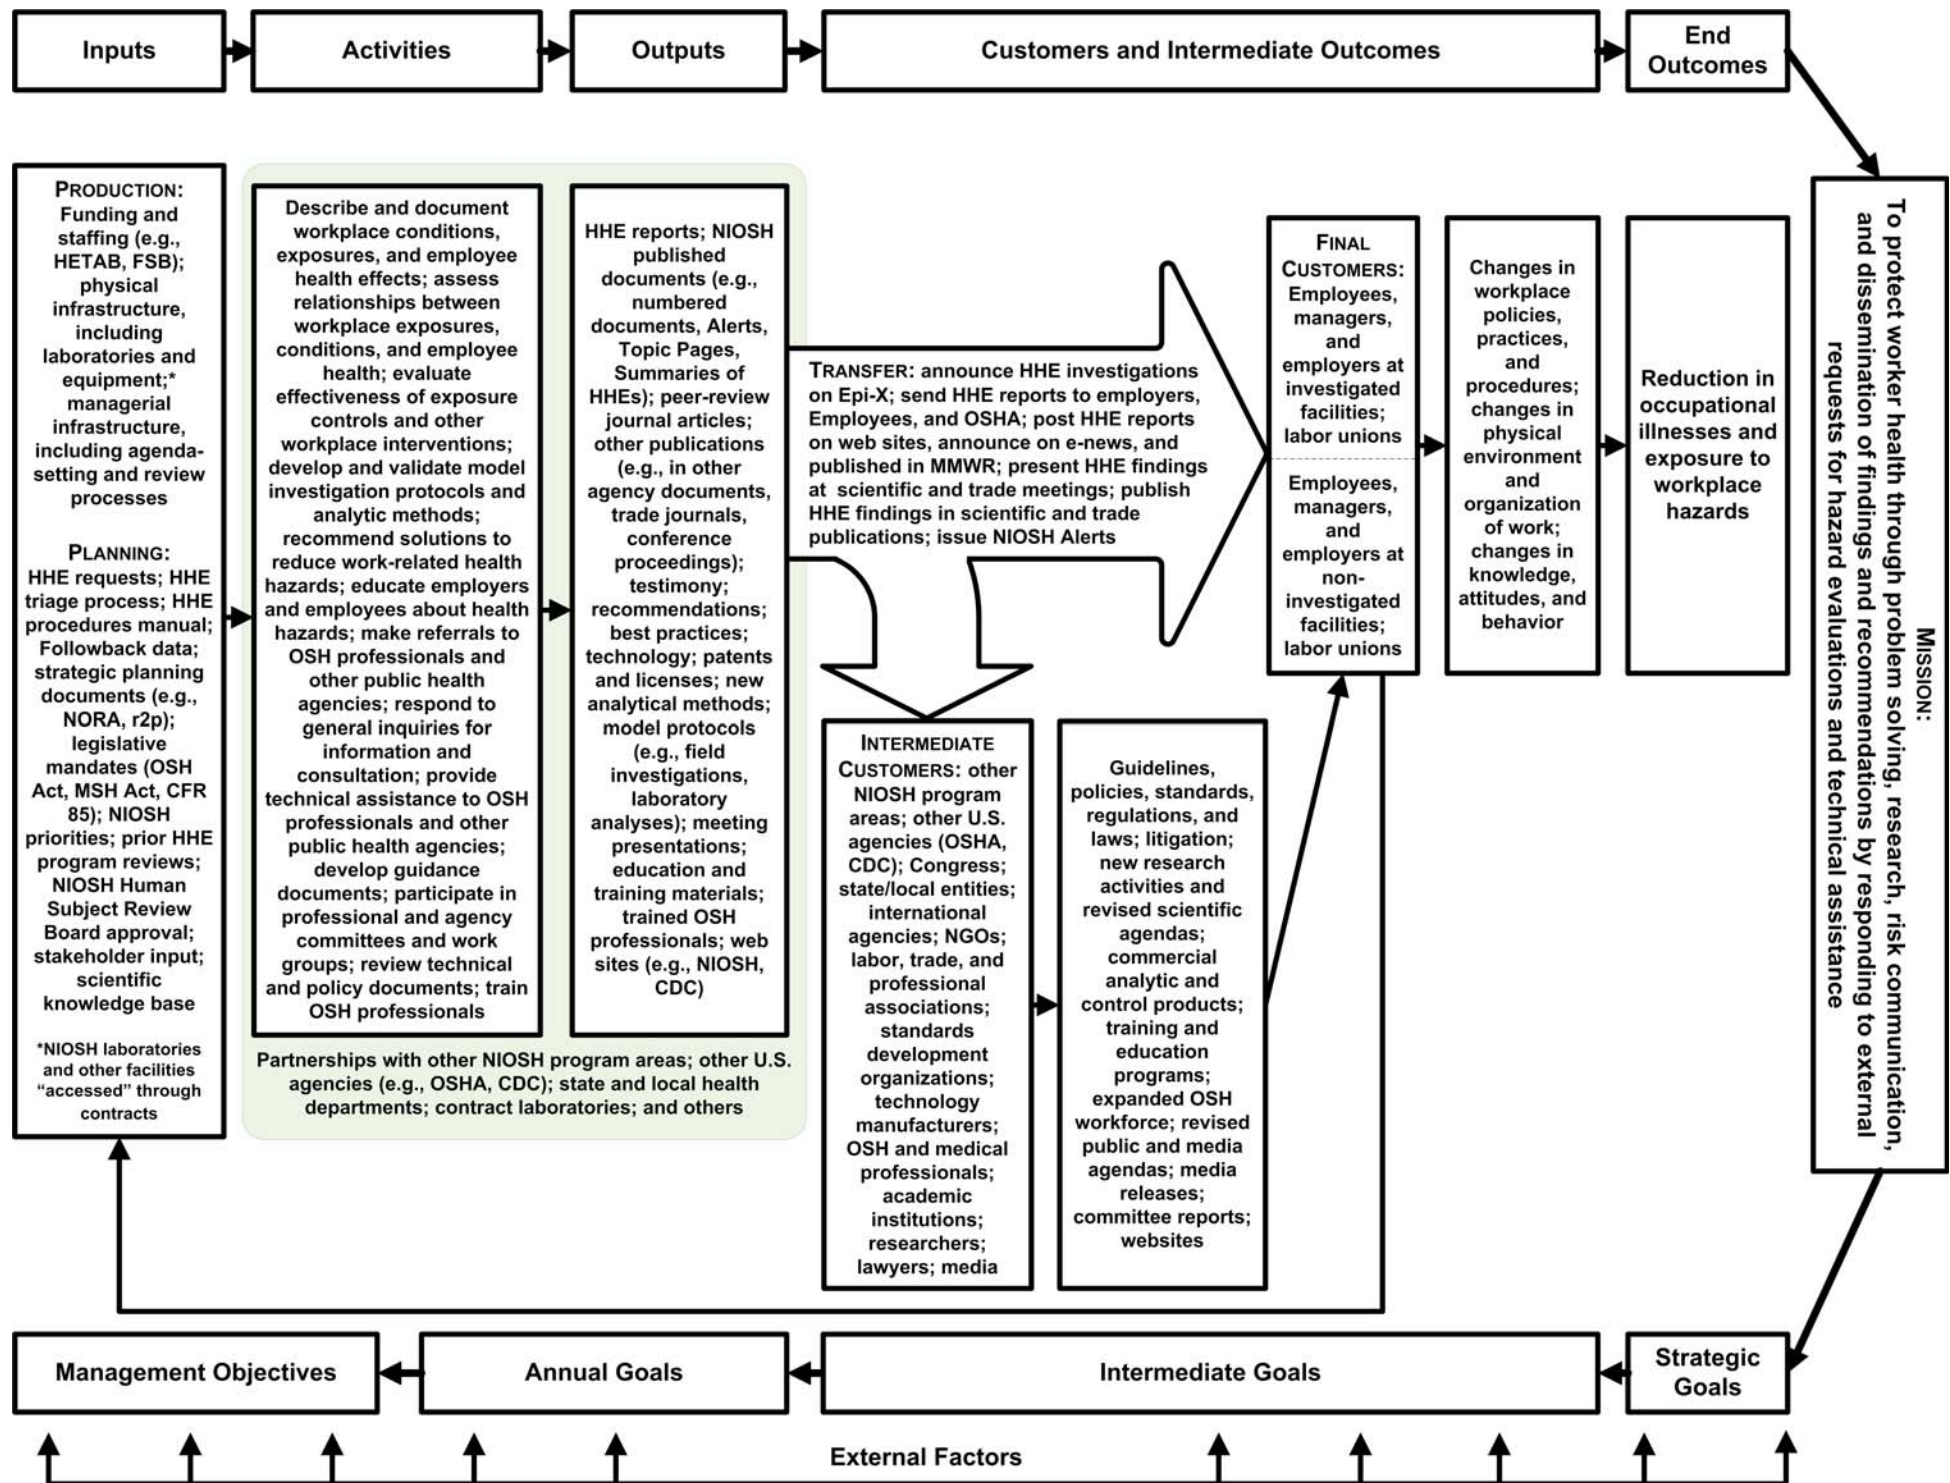 Inputs
Activities
Outputs
Customers and Intermediate Outcomes
End
Outcomes
PRODUCTION:
Funding and
staffing (e.g.,
HETAB, FSB);
physical
infrastructure,
including
laboratories and
equipment;*
managerial
infrastructure,
including agenda-
setting and review
processes
PLANNING:
HHE requests; HHE
triage process; HHE
procedures manual;
Followback data;
strategic planning
documents (e.g.,
NORA, r2p);
legislative
mandates (OSH
Act, MSH Act, CFR
85); NIOSH
priorities; prior HHE
program reviews;
NIOSH Human
Subject Review
Board approval;
stakeholder input;
scientific
knowledge base
*NIOSH laboratories
and other facilities
“accessed” through
contracts
Describe and document
workplace conditions,
exposures, and employee
health effects; assess
relationships between
workplace exposures,
conditions, and employee
health; evaluate
effectiveness of exposure
controls and other
workplace interventions;
develop and validate model
investigation protocols and
analytic methods;
recommend solutions to
reduce work-related health
hazards; educate employers
and employees about health
hazards; make referrals to
OSH professionals and
other public health
agencies; respond to
general inquiries for
information and
consultation; provide
technical assistance to OSH
professionals and other
public health agencies;
develop guidance
documents; participate in
professional and agency
committees and work
groups; review technical
and policy documents; train
OSH professionals
HHE reports; NIOSH
published
documents (e.g.,
numbered
documents, Alerts,
Topic Pages,
Summaries of
HHEs); peer-review
journal articles;
other publications
(e.g., in other
agency documents,
trade journals,
conference
proceedings);
testimony;
recommendations;
best practices;
technology; patents
and licenses; new
analytical methods;
model protocols
(e.g., field
investigations,
laboratory
analyses); meeting
presentations;
education and
training materials;
trained OSH
professionals; web
sites (e.g., NIOSH,
CDC)
Partnerships with other NIOSH program areas; other U.S.
agencies (e.g., OSHA, CDC); state and local health
departments; contract laboratories; and others
TRANSFER: announce HHE investigations
on Epi-X; send HHE reports to employers,
Employees, and OSHA; post HHE reports
on web sites, announce on e-news, and
published in MMWR; present HHE findings
at scientific and trade meetings; publish
HHE findings in scientific and trade
publications; issue NIOSH Alerts
INTERMEDIATE
CUSTOMERS: other
NIOSH program
areas; other U.S.
agencies (OSHA,
CDC); Congress;
state/local entities;
international
agencies; NGOs;
labor, trade, and
professional
associations;
standards
development
organizations;
technology
manufacturers;
OSH and medical
professionals;
academic
institutions;
researchers;
lawyers; media
Guidelines,
policies, standards,
regulations, and
laws; litigation;
new research
activities and
revised scientific
agendas;
commercial
analytic and
control products;
training and
education
programs;
expanded OSH
workforce; revised
public and media
agendas; media
releases;
committee reports;
websites
FINAL
CUSTOMERS:
Employees,
managers,
and
employers at
investigated
facilities;
labor unions
Employees,
managers,
and
employers at
non-
investigated
facilities;
labor unions
Changes in
workplace
policies,
practices,
and
procedures;
changes in
physical
environment
and
organization
of work;
changes in
knowledge,
attitudes, and
behavior
Reduction in
occupational
illnesses and
exposure to
workplace
hazards
MISSION:
To protect worker health through problem solving, research, risk communication,
and dissemination of findings and recommendations by responding to external
requests for hazard evaluations and technical assistance
Management Objectives
Annual Goals
Intermediate Goals
Strategic
Goals
External Factors